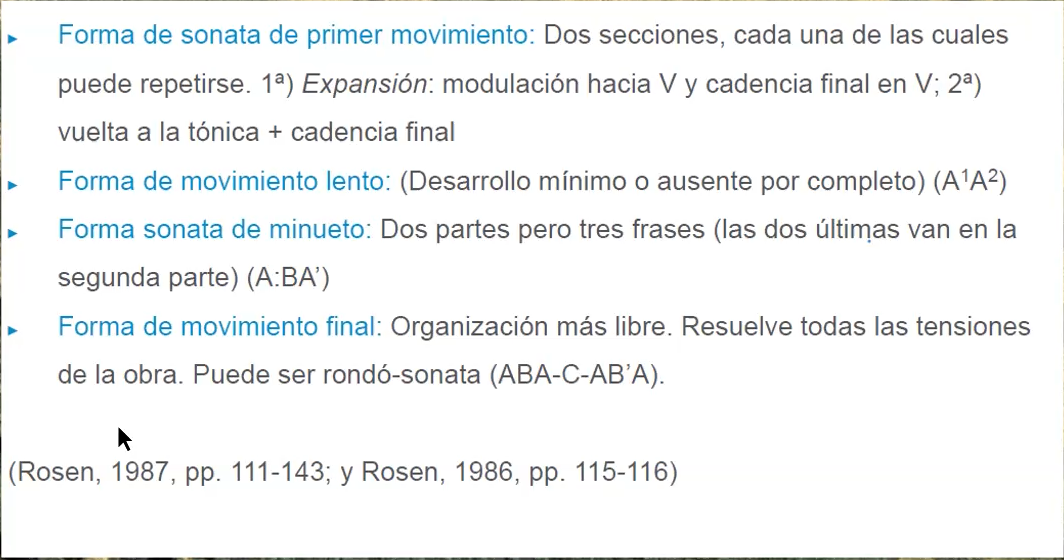 ▸ Forma de sonata de primer movimiento: Dos secciones, cada una de las cuales
puede repetirse. 1ª) Expansión: modulación hacia V y cadencia final en V; 2ª)
vuelta a la tónica + cadencia final
▸ Forma de movimiento lento: (Desarrollo mínimo o ausente por completo) (A¹A²)
▸ Forma sonata de minueto: Dos partes pero tres frases (las dos últimas van en la
segunda parte) (A:BA’)
▸ Forma de movimiento final: Organización más libre. Resuelve todas las tensiones
de la obra. Puede ser rondó-sonata (ABA-C-AB’A).
(Rosen, 1987, pp. 111-143; y Rosen, 1986, pp. 115-116)